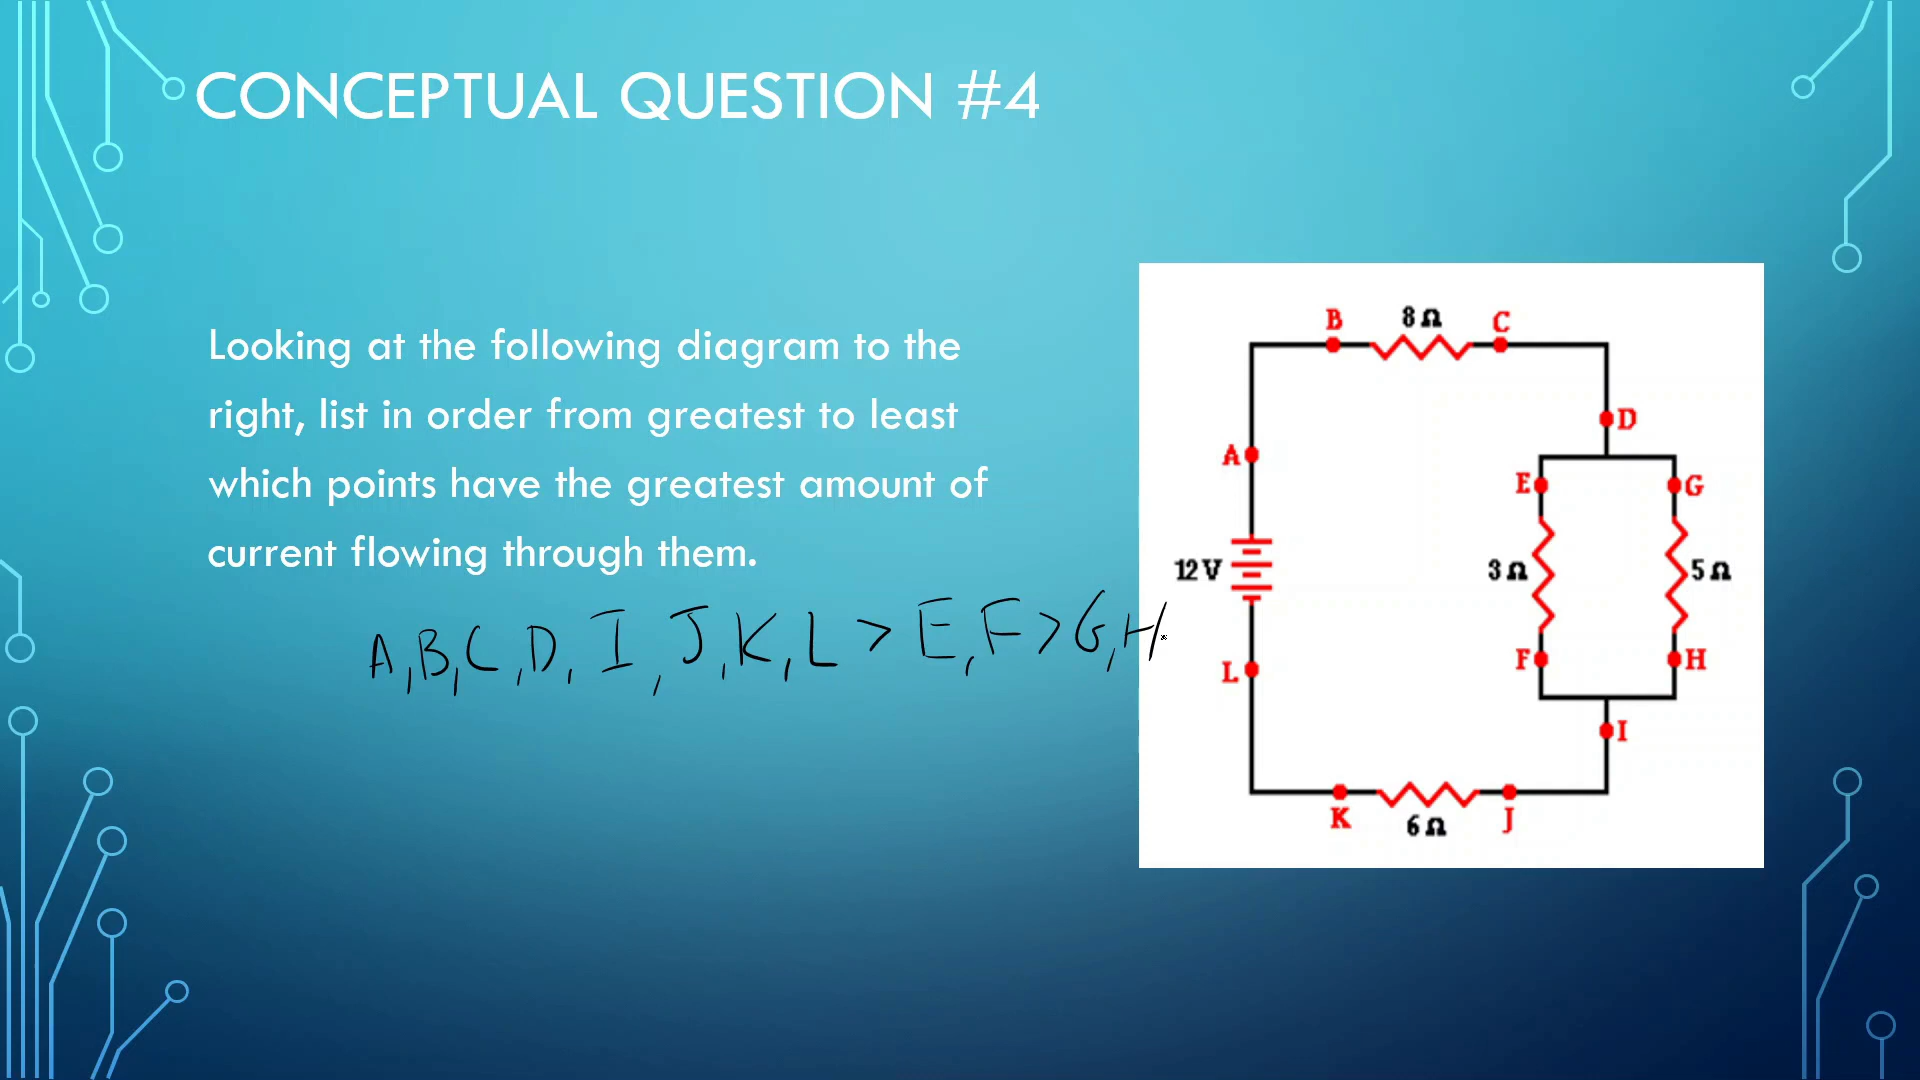 CONCEPTUAL QUESTION #4
Looking at the following diagram to the
right, list in order from greatest to least
which points have the greatest amount of
current flowing through them.
A, B, C, D, I, J, K, L > E, F > G, H
B 8 Ω C
D
A
E G
12 V
3 Ω 5 Ω
F H
L
I
K 6 Ω J